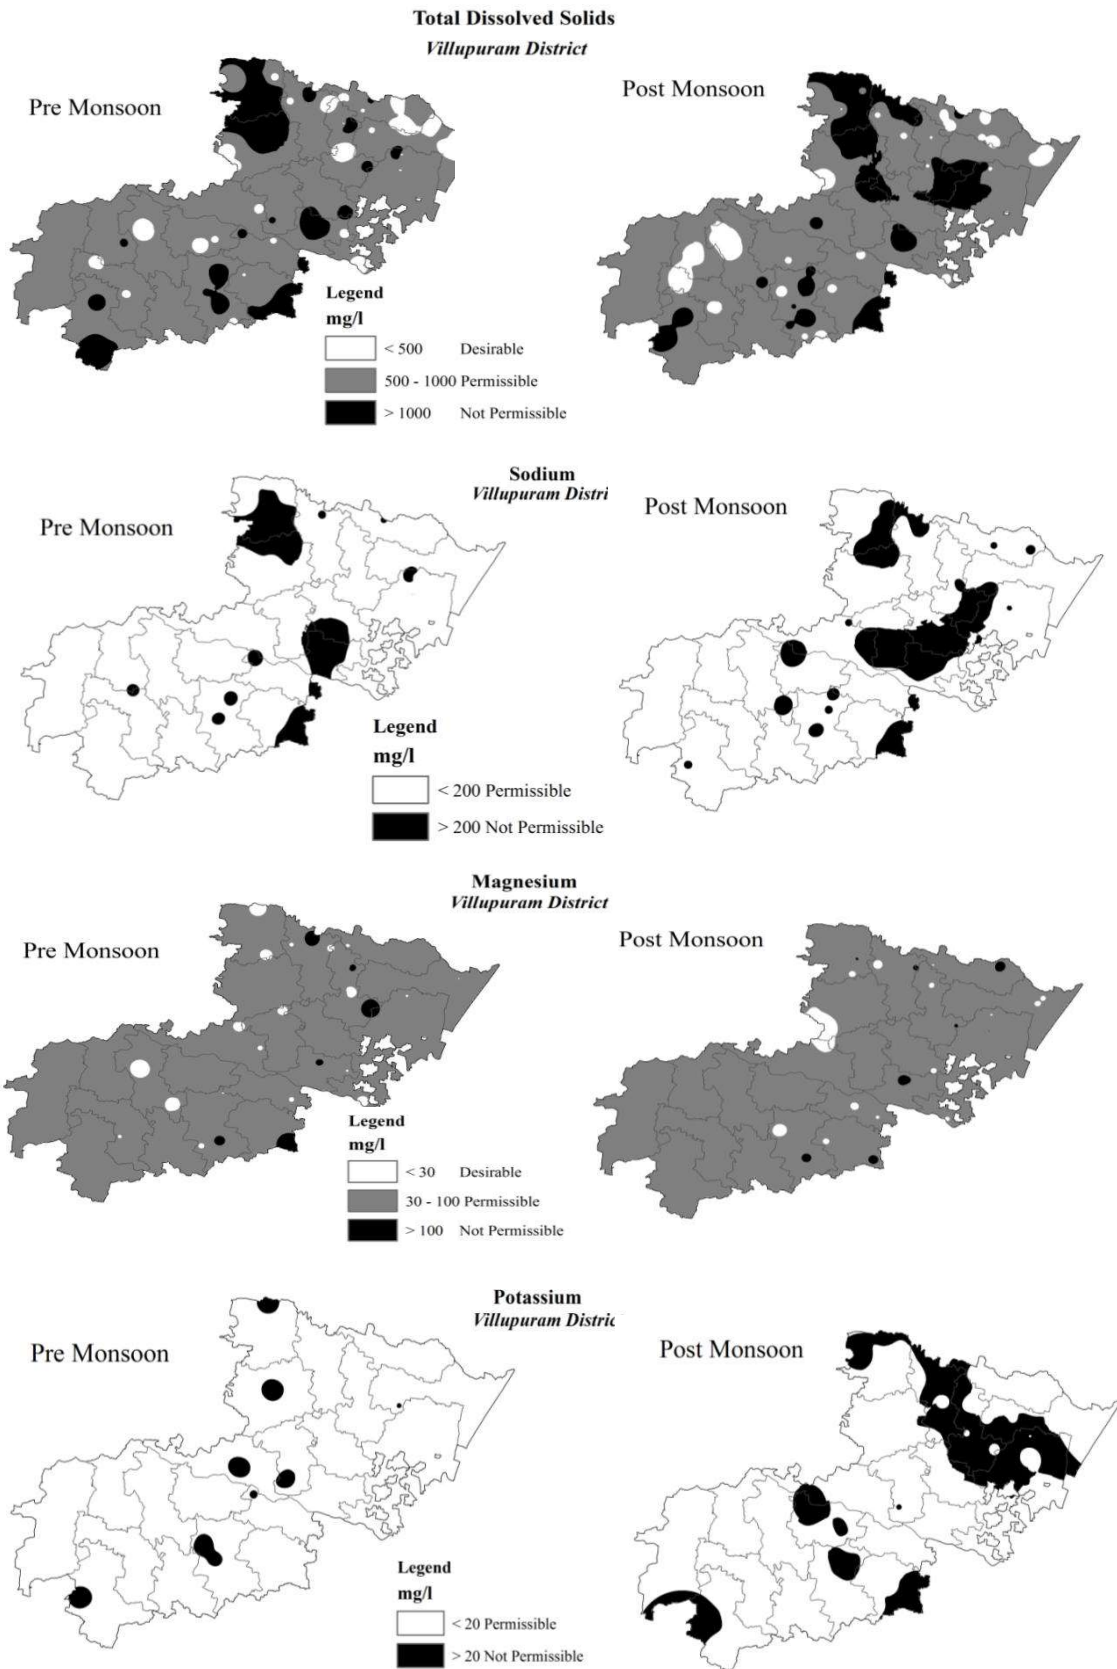 Total Dissolved Solids
Villupuram District
Pre Monsoon
Post Monsoon
Legend
mg/l
< 500 Desirable
500 - 1000 Permissible
> 1000 Not Permissible
Sodium
Villupuram Distri
Pre Monsoon
Post Monsoon
Legend
mg/l
< 200 Permissible
> 200 Not Permissible
Magnesium
Villupuram District
Pre Monsoon
Post Monsoon
Legend
mg/l
< 30 Desirable
30 - 100 Permissible
> 100 Not Permissible
Potassium
Villupuram Distric
Pre Monsoon
Post Monsoon
Legend
mg/l
< 20 Permissible
> 20 Not Permissible